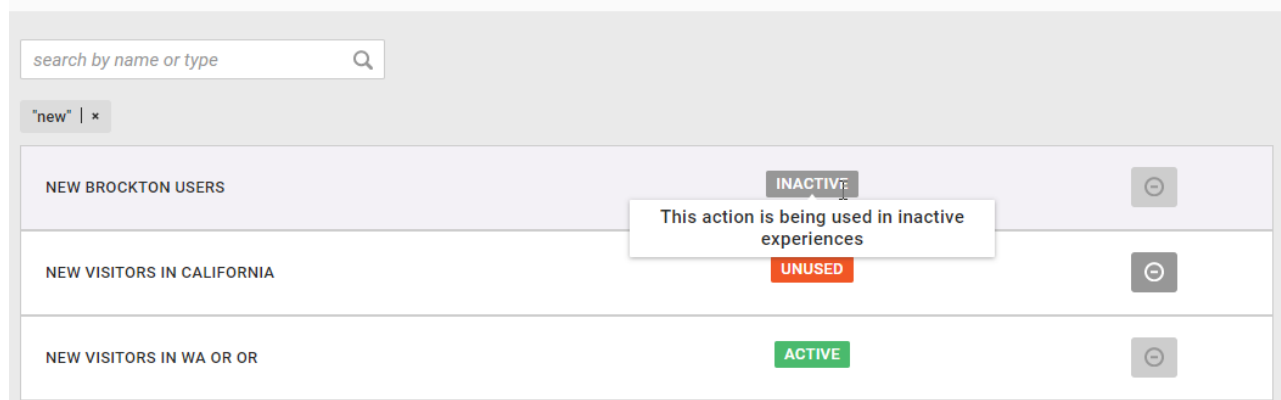 search by name or type
"new" | ×
NEW BROCKTON USERS
INACTIVE
This action is being used in inactive
experiences
NEW VISITORS IN CALIFORNIA
UNUSED
NEW VISITORS IN WA OR OR
ACTIVE